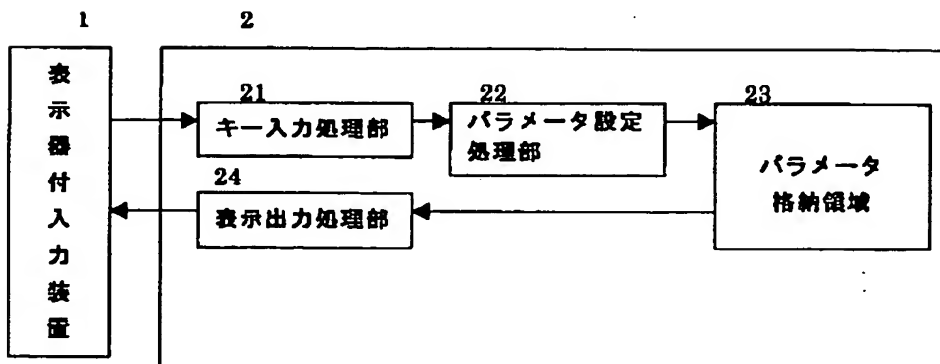 1
2
表示器付入力装置
21
キー入力処理部
22
パラメータ設定
処理部
23
パラメータ
格納領域
24
表示出力処理部